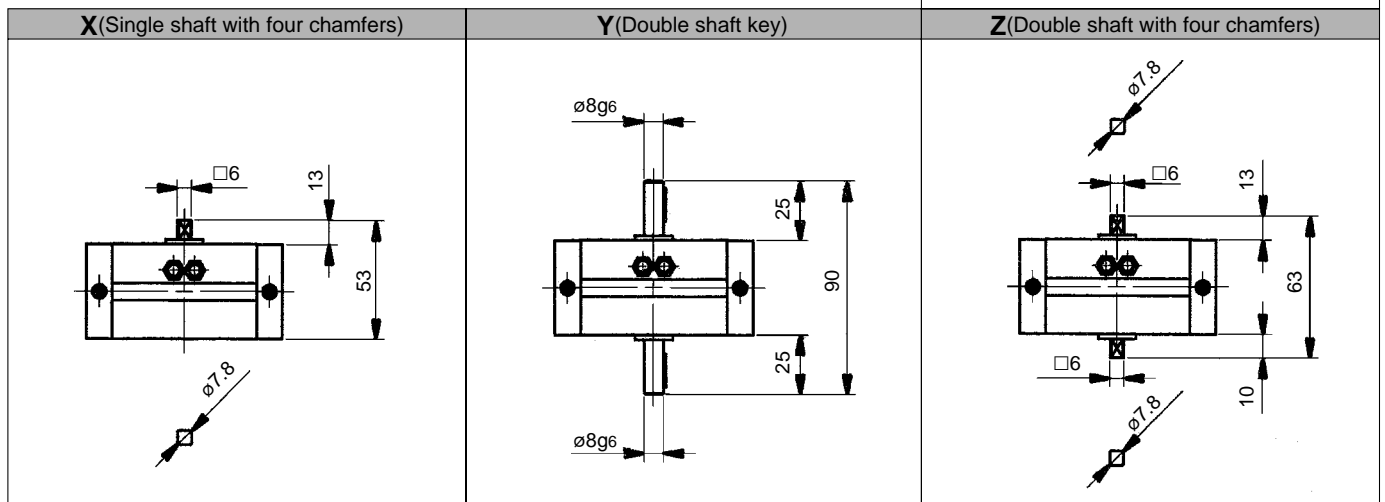 X(Single shaft with four chamfers)
Y(Double shaft key)
Z(Double shaft with four chamfers)
□6
13
53
ø7.8
ø8g6
25
90
25
ø8g6
ø7.8
□6
13
63
□6
10
ø7.8